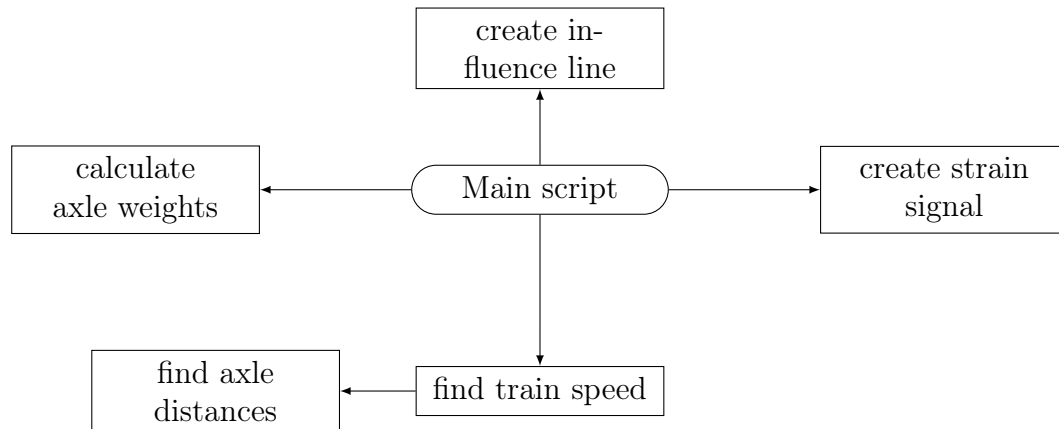 create in-
fluence line
calculate
axle weights
Main script
create strain
signal
find axle
distances
find train speed